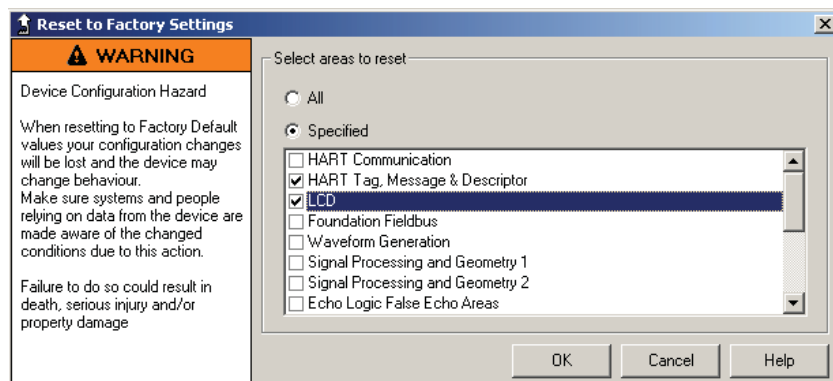 Reset to Factory Settings
WARNING
Device Configuration Hazard
When resetting to Factory Default
values your configuration changes
will be lost and the device may
change behaviour.
Make sure systems and people
relying on data from the device are
made aware of the changed
conditions due to this action.
Failure to do so could result in
death, serious injury and/or
property damage
Select areas to reset
All
Specified
HART Communication
HART Tag, Message & Descriptor
LCD
Foundation Fieldbus
Waveform Generation
Signal Processing and Geometry 1
Signal Processing and Geometry 2
Echo Logic False Echo Areas
OK
Cancel
Help